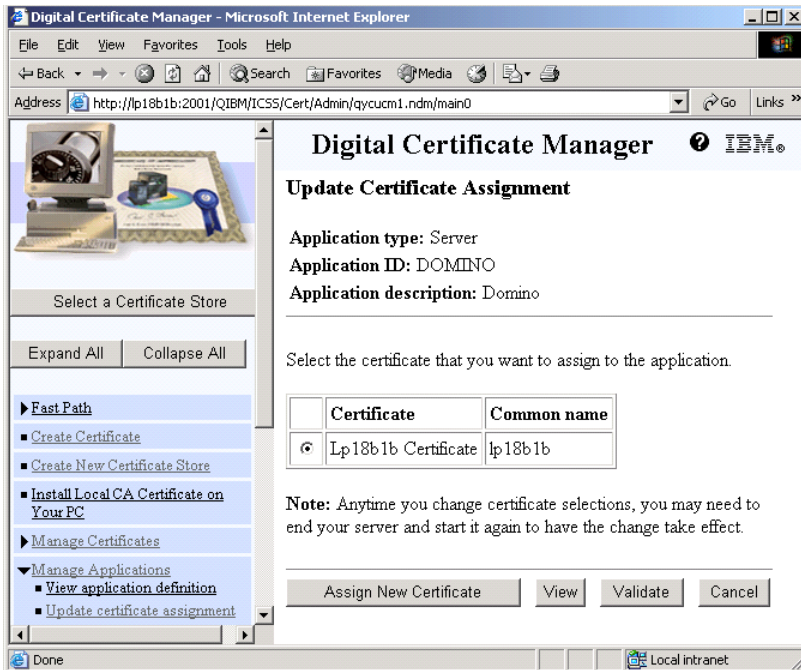 Digital Certificate Manager - Microsoft Internet Explorer
File Edit View Favorites Tools Help
Back Search Favorites Media
Address http://lp18b1b:2001/QIBM/ICSS/Cert/Admin/qycucm1.ndm/main0 Go Links »
Select a Certificate Store
Expand All Collapse All
Fast Path
Create Certificate
Create New Certificate Store
Install Local CA Certificate on
Your PC
Manage Certificates
Manage Applications
View application definition
Update certificate assignment
Digital Certificate Manager ? IBM®
Update Certificate Assignment
Application type: Server
Application ID: DOMINO
Application description: Domino
Select the certificate that you want to assign to the application.
Certificate Common name
Lp18b1b Certificate lp18b1b
Note: Anytime you change certificate selections, you may need to
end your server and start it again to have the change take effect.
Assign New Certificate View Validate Cancel
Done Local intranet